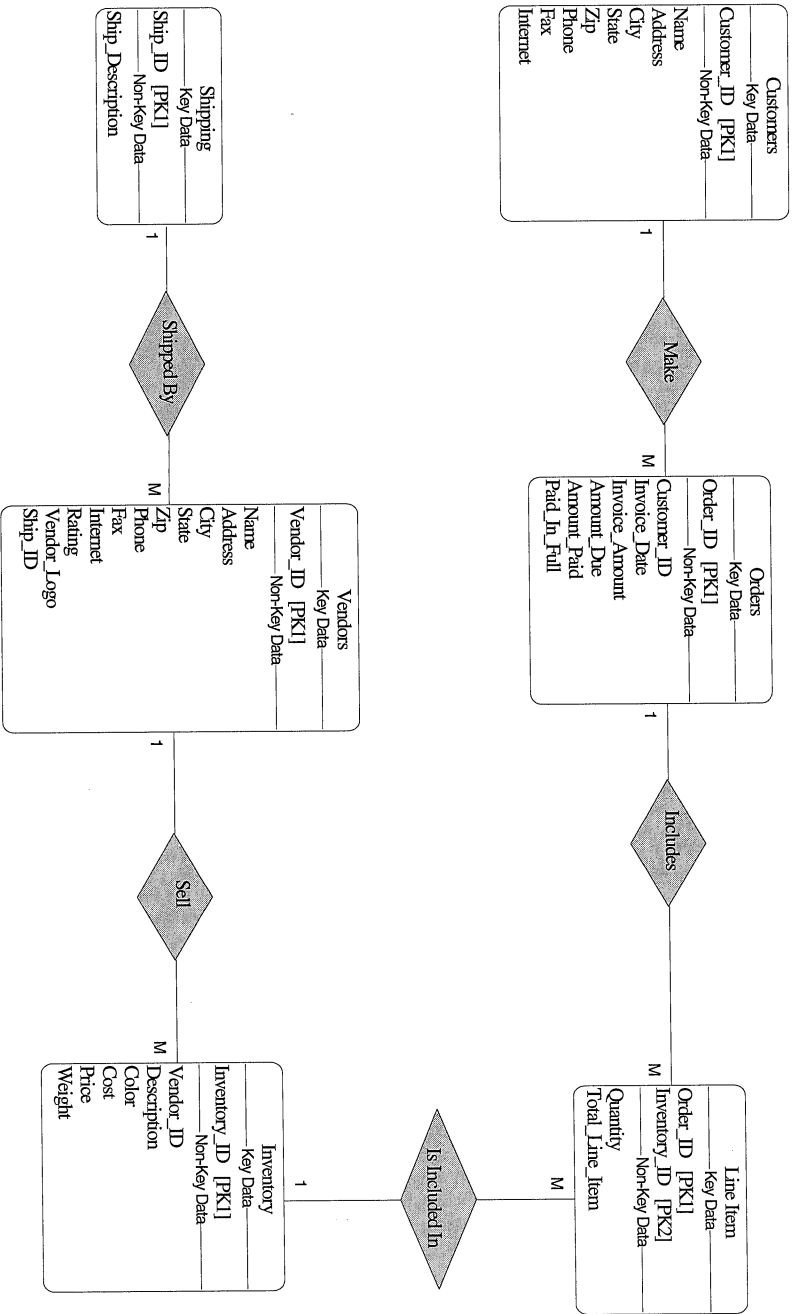 Customers
Key Data
Customer_ID [PK1]
Non-Key Data
Name
Address
City
State
Zip
Phone
Fax
Internet
1
Make
M
Orders
Key Data
Order_ID [PK1]
Non-Key Data
Customer_ID
Invoice_Date
Invoice_Amount
Amount_Due
Amount_Paid
Paid_In_Full
1
Includes
M
Line Item
Key Data
Order_ID [PK1]
Inventory_ID [PK2]
Non-Key Data
Quantity
Total_Line_Item
M
Is Included In
1
Shipping
Key Data
Ship_ID [PK1]
Non-Key Data
Ship_Description
1
Shipped By
M
Vendors
Key Data
Vendor_ID [PK1]
Non-Key Data
Name
Address
City
State
Zip
Phone
Fax
Internet
Rating
Vendor_Logo
Ship_ID
1
Sell
M
Inventory
Key Data
Inventory_ID [PK1]
Non-Key Data
Vendor_ID
Description
Color
Cost
Price
Weight